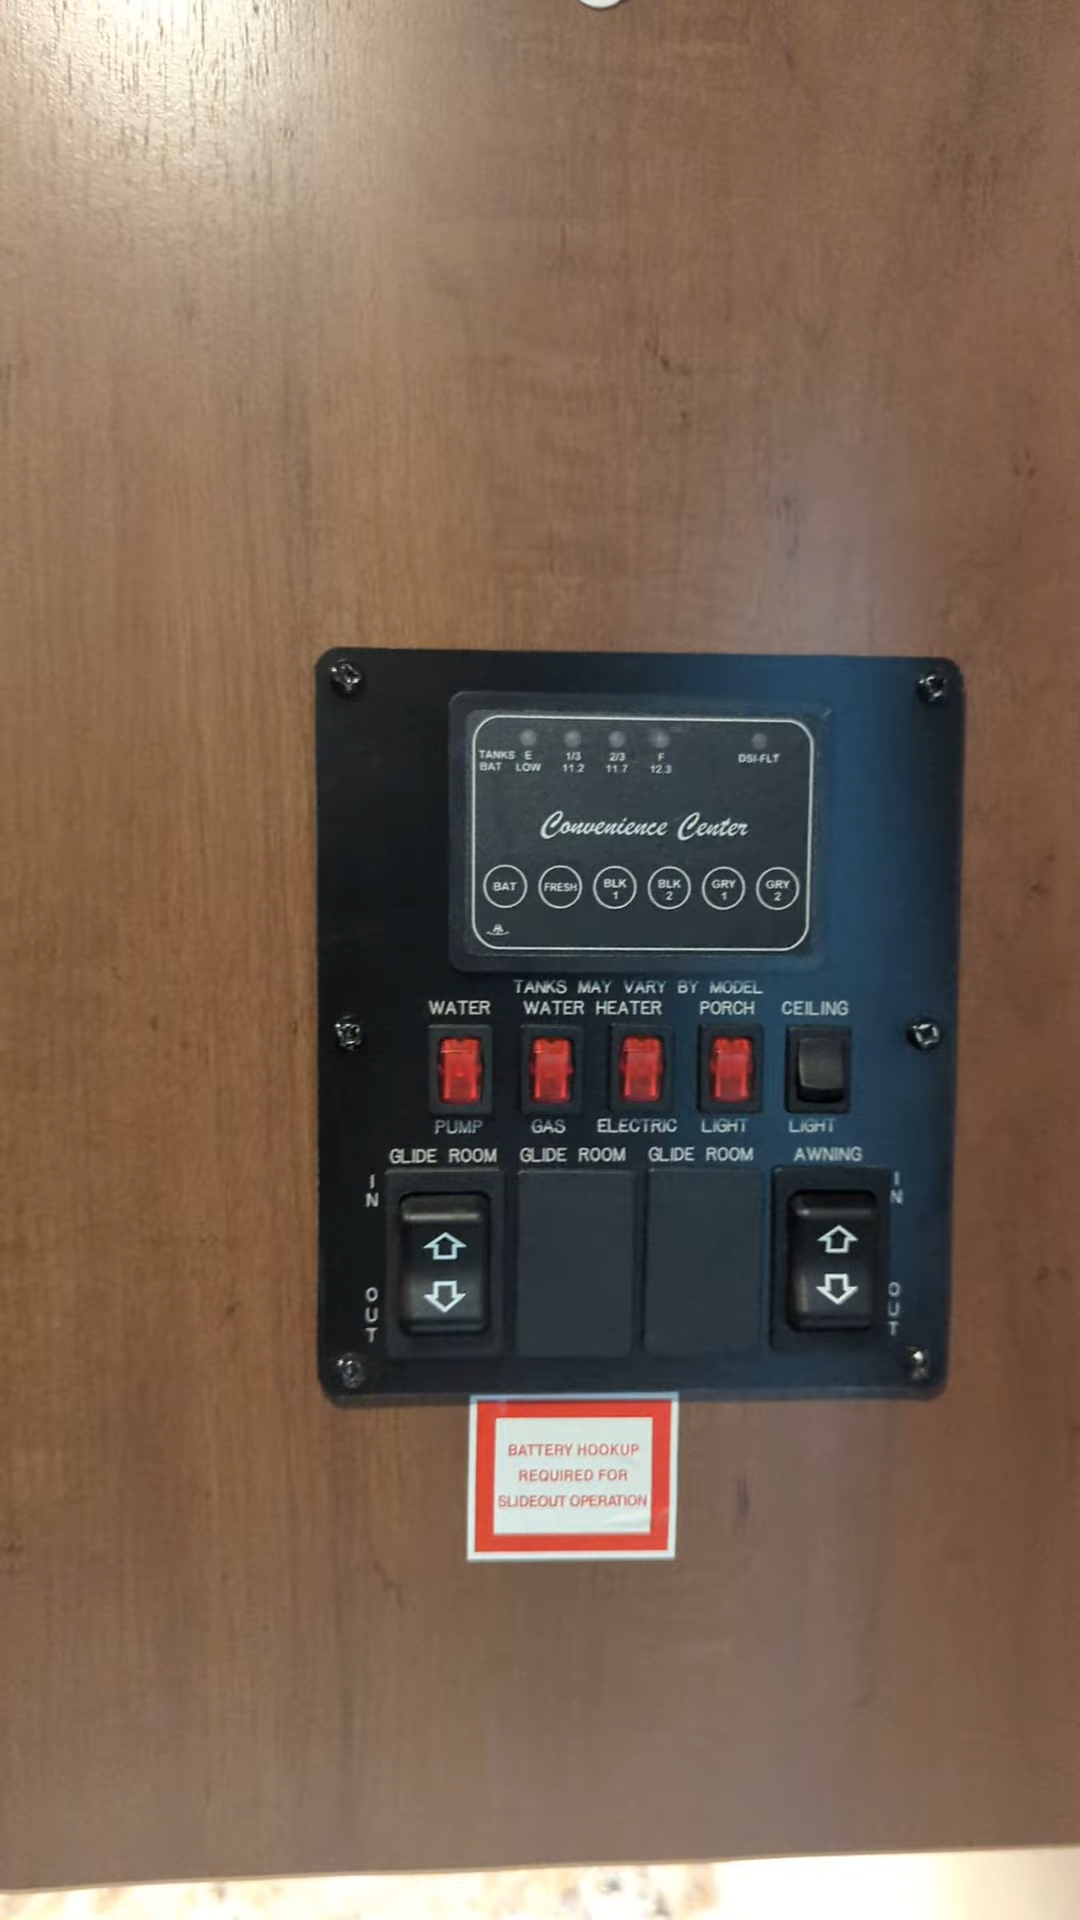 TANKS E 1/3 2/3 F DSI-FLT
BAT LOW 11.2 11.7 12.3
Convenience Center
BAT FRESH BLK 1 BLK 2 GRY 1 GRY 2
TANKS MAY VARY BY MODEL
WATER WATER HEATER PORCH CEILING
PUMP GAS ELECTRIC LIGHT LIGHT
GLIDE ROOM GLIDE ROOM GLIDE ROOM AWNING
IN IN
OUT OUT
BATTERY HOOKUP
REQUIRED FOR
SLIDEOUT OPERATION